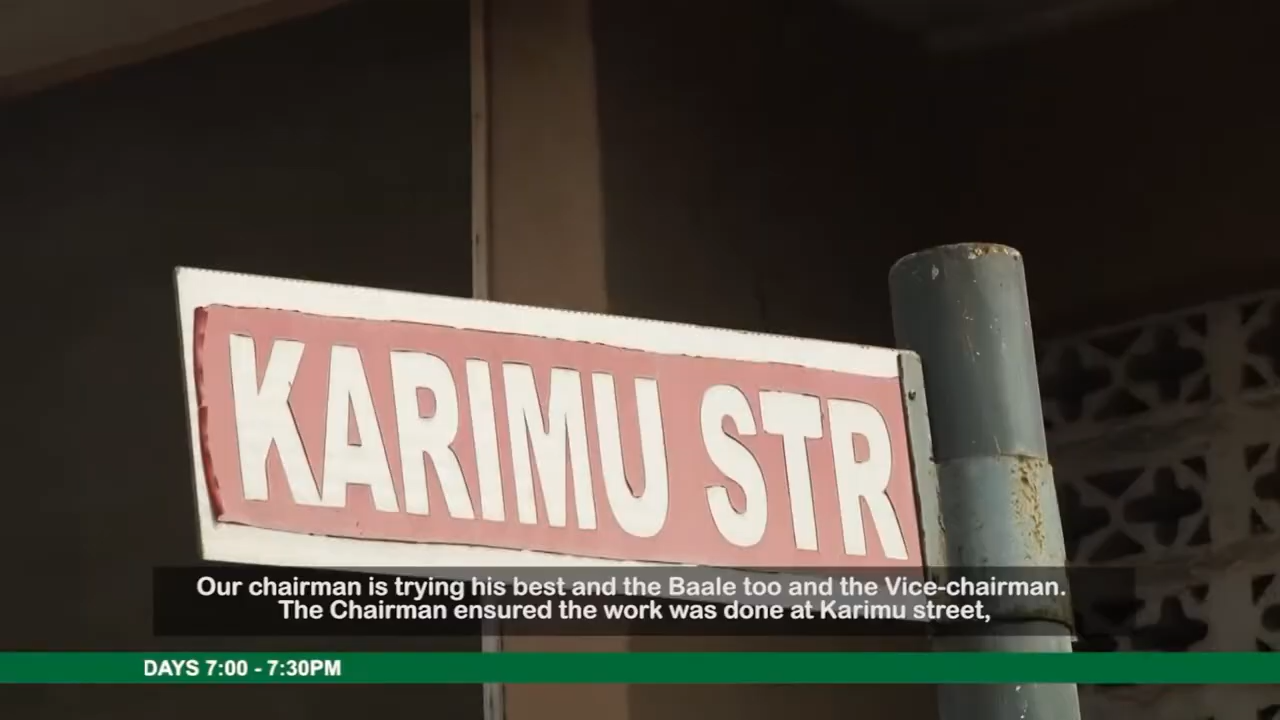 KARIMU STR
Our chairman is trying his best and the Baale too and the Vice-chairman.
The Chairman ensured the work was done at Karimu street,
DAYS 7:00 - 7:30PM